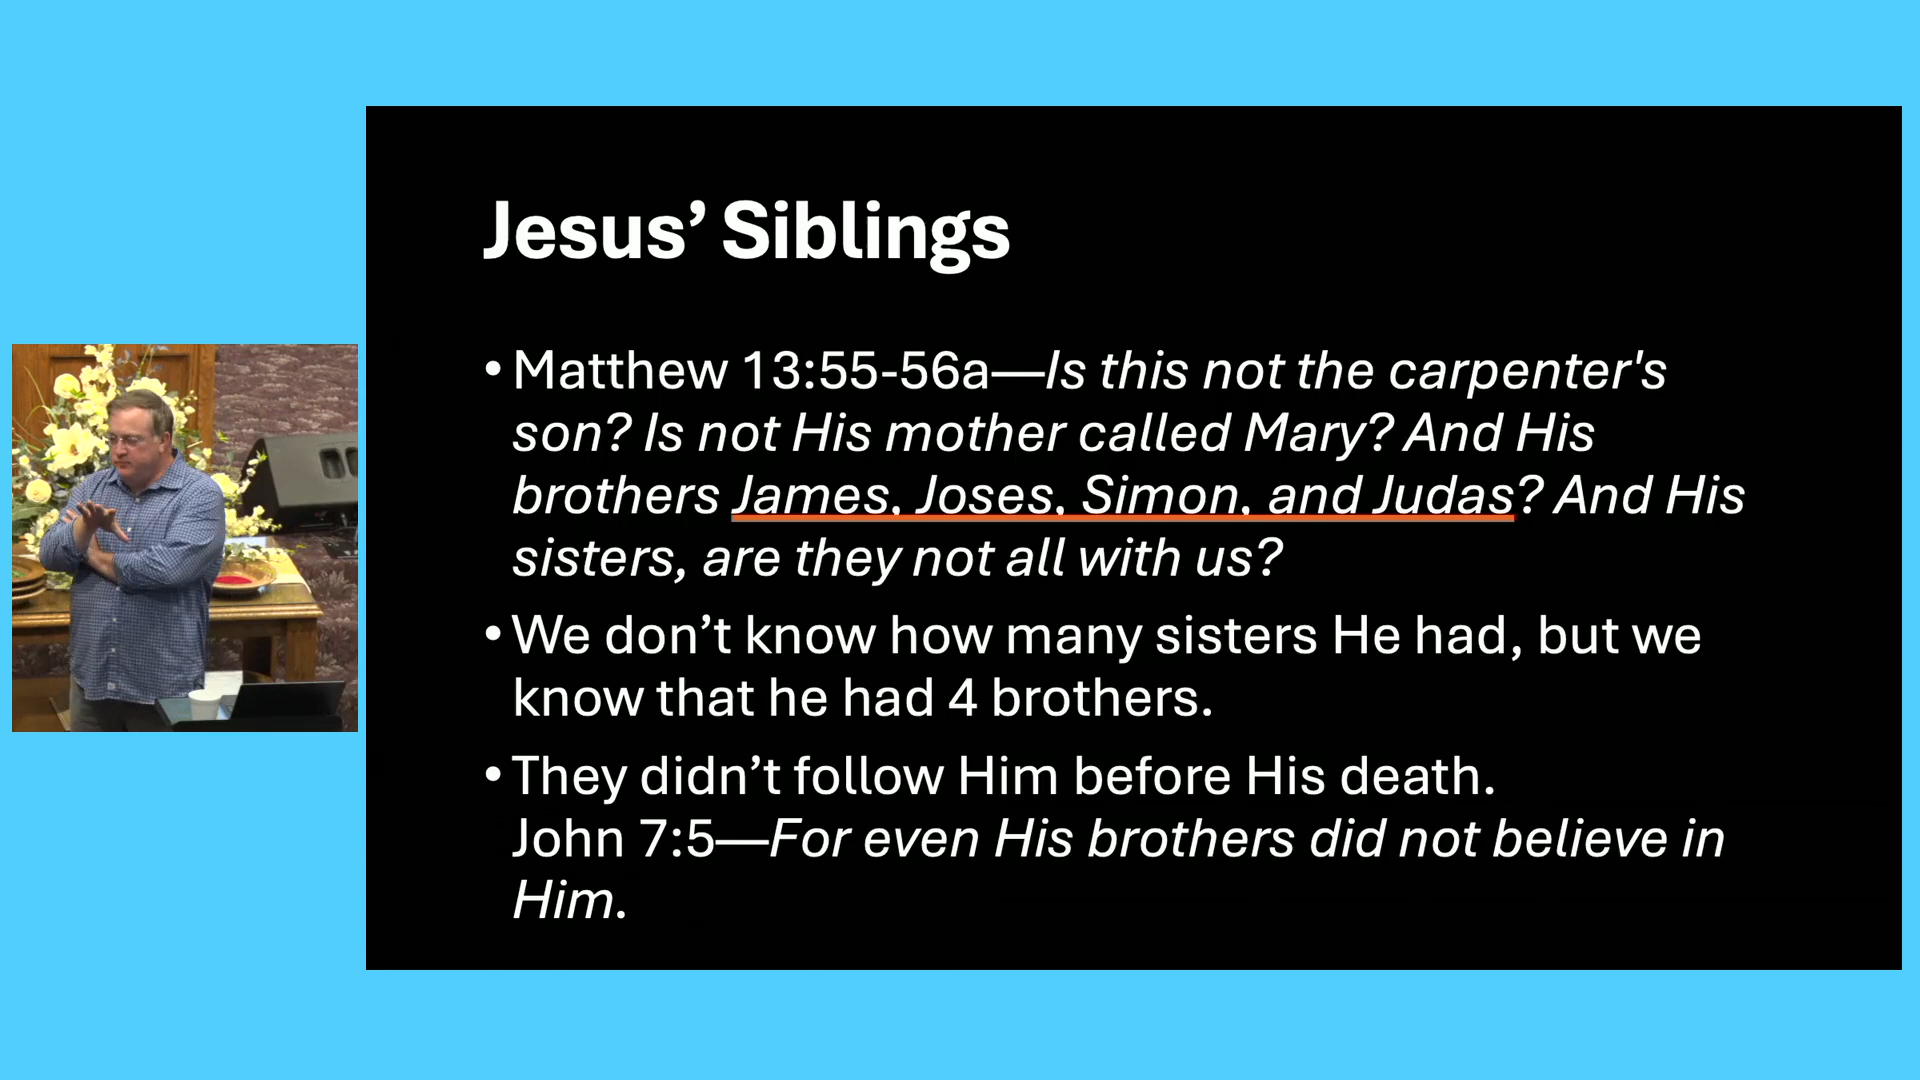 Jesus’ Siblings
• Matthew 13:55-56a—Is this not the carpenter's
son? Is not His mother called Mary? And His
brothers James, Joses, Simon, and Judas? And His
sisters, are they not all with us?
• We don’t know how many sisters He had, but we
know that he had 4 brothers.
• They didn’t follow Him before His death.
John 7:5—For even His brothers did not believe in
Him.